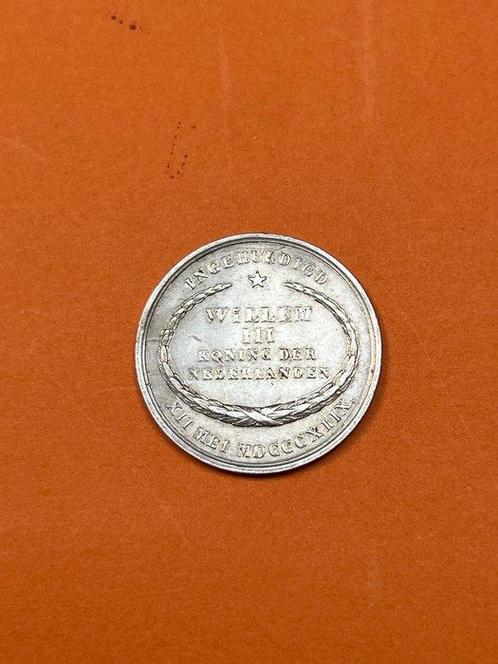 INGEHULDIGD
WILLEM
III
KONING DER
NEDERLANDEN
XII MEI MDCCCXLIX.